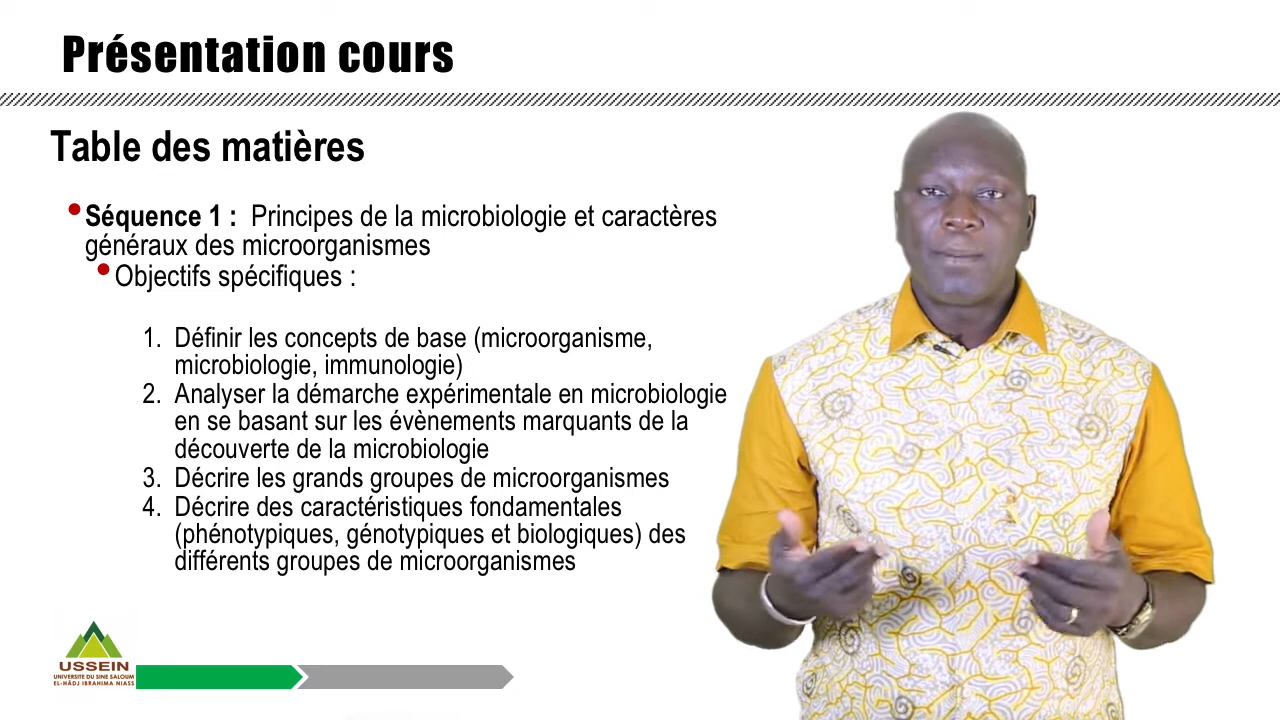 Présentation cours
Table des matières
Séquence 1 : Principes de la microbiologie et caractères
généraux des microorganismes
Objectifs spécifiques :
1. Définir les concepts de base (microorganisme,
microbiologie, immunologie)
2. Analyser la démarche expérimentale en microbiologie
en se basant sur les évènements marquants de la
découverte de la microbiologie
3. Décrire les grands groupes de microorganismes
4. Décrire des caractéristiques fondamentales
(phénotypiques, génotypiques et biologiques) des
différents groupes de microorganismes
USSEIN
UNIVERSITE DU SINE SALOUM
EL-HÂDJ IBRAHIMA NIASS